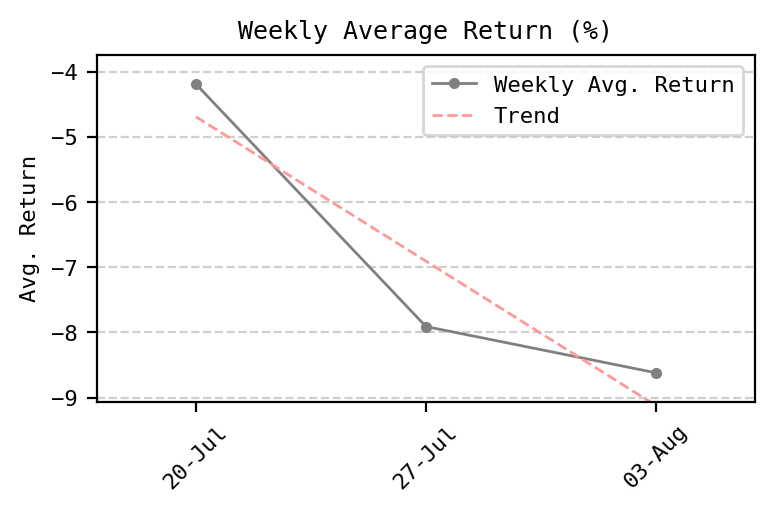 Weekly Average Return (%)
Weekly Avg. Return
Trend
Avg. Return
−4
−5
−6
−7
−8
−9
20-Jul
27-Jul
03-Aug